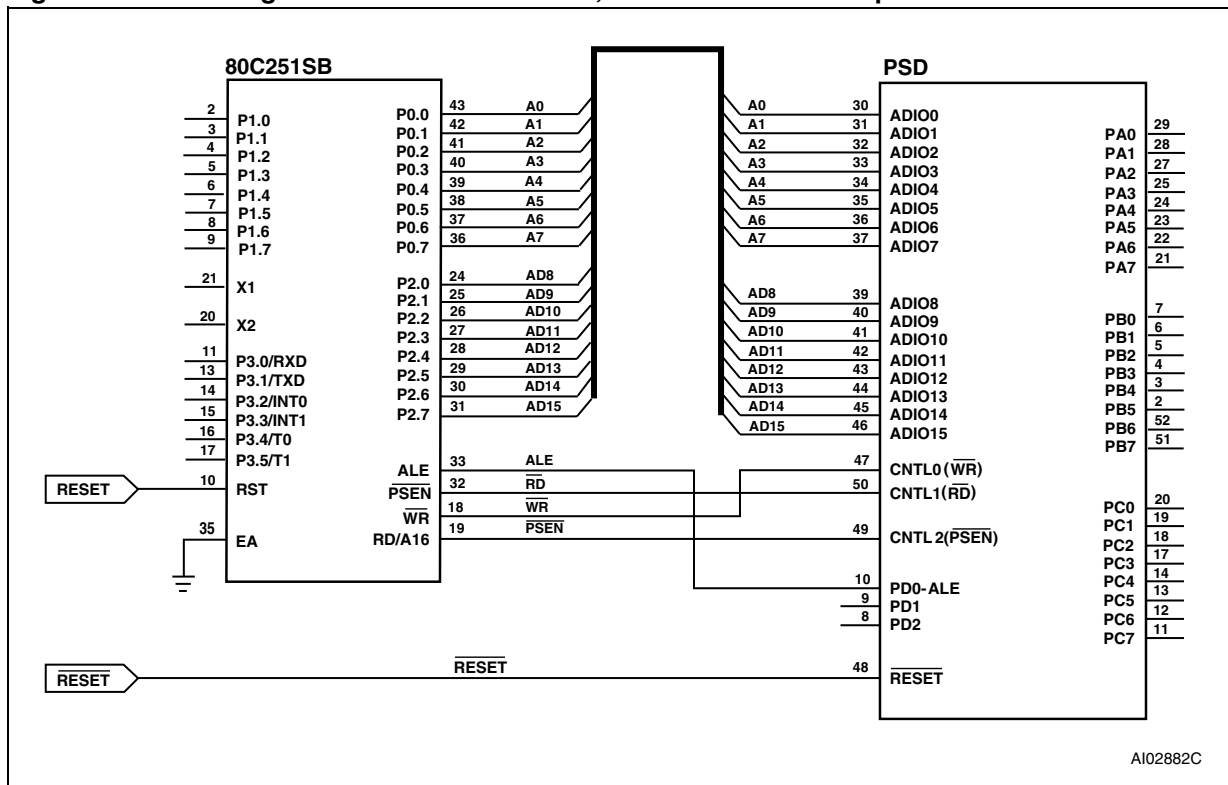 80C251SB
2 P1.0
3 P1.1
4 P1.2
5 P1.3
6 P1.4
7 P1.5
8 P1.6
9 P1.7
21 X1
20 X2
11 P3.0/RXD
13 P3.1/TXD
14 P3.2/INT0
15 P3.3/INT1
16 P3.4/T0
17 P3.5/T1
RESET 10 RST
35 EA
P0.0 43 A0
P0.1 42 A1
P0.2 41 A2
P0.3 40 A3
P0.4 39 A4
P0.5 38 A5
P0.6 37 A6
P0.7 36 A7
P2.0 24 AD8
P2.1 25 AD9
P2.2 26 AD10
P2.3 27 AD11
P2.4 28 AD12
P2.5 29 AD13
P2.6 30 AD14
P2.7 31 AD15
ALE 33 ALE
PSEN 32 RD
WR 18 WR
RD/A16 19 PSEN
PSD
A0 30 ADIO0
A1 31 ADIO1
A2 32 ADIO2
A3 33 ADIO3
A4 34 ADIO4
A5 35 ADIO5
A6 36 ADIO6
A7 37 ADIO7
AD8 39 ADIO8
AD9 40 ADIO9
AD10 41 ADIO10
AD11 42 ADIO11
AD12 43 ADIO12
AD13 44 ADIO13
AD14 45 ADIO14
AD15 46 ADIO15
47 CNTL0(WR)
50 CNTL1(RD)
49 CNTL 2(PSEN)
10 PD0-ALE
9 PD1
8 PD2
RESET RESET 48 RESET
PA0 29
PA1 28
PA2 27
PA3 25
PA4 24
PA5 23
PA6 22
PA7 21
PB0 7
PB1 6
PB2 5
PB3 4
PB4 3
PB5 2
PB6 52
PB7 51
PC0 20
PC1 19
PC2 18
PC3 17
PC4 14
PC5 13
PC6 12
PC7 11
AI02882C